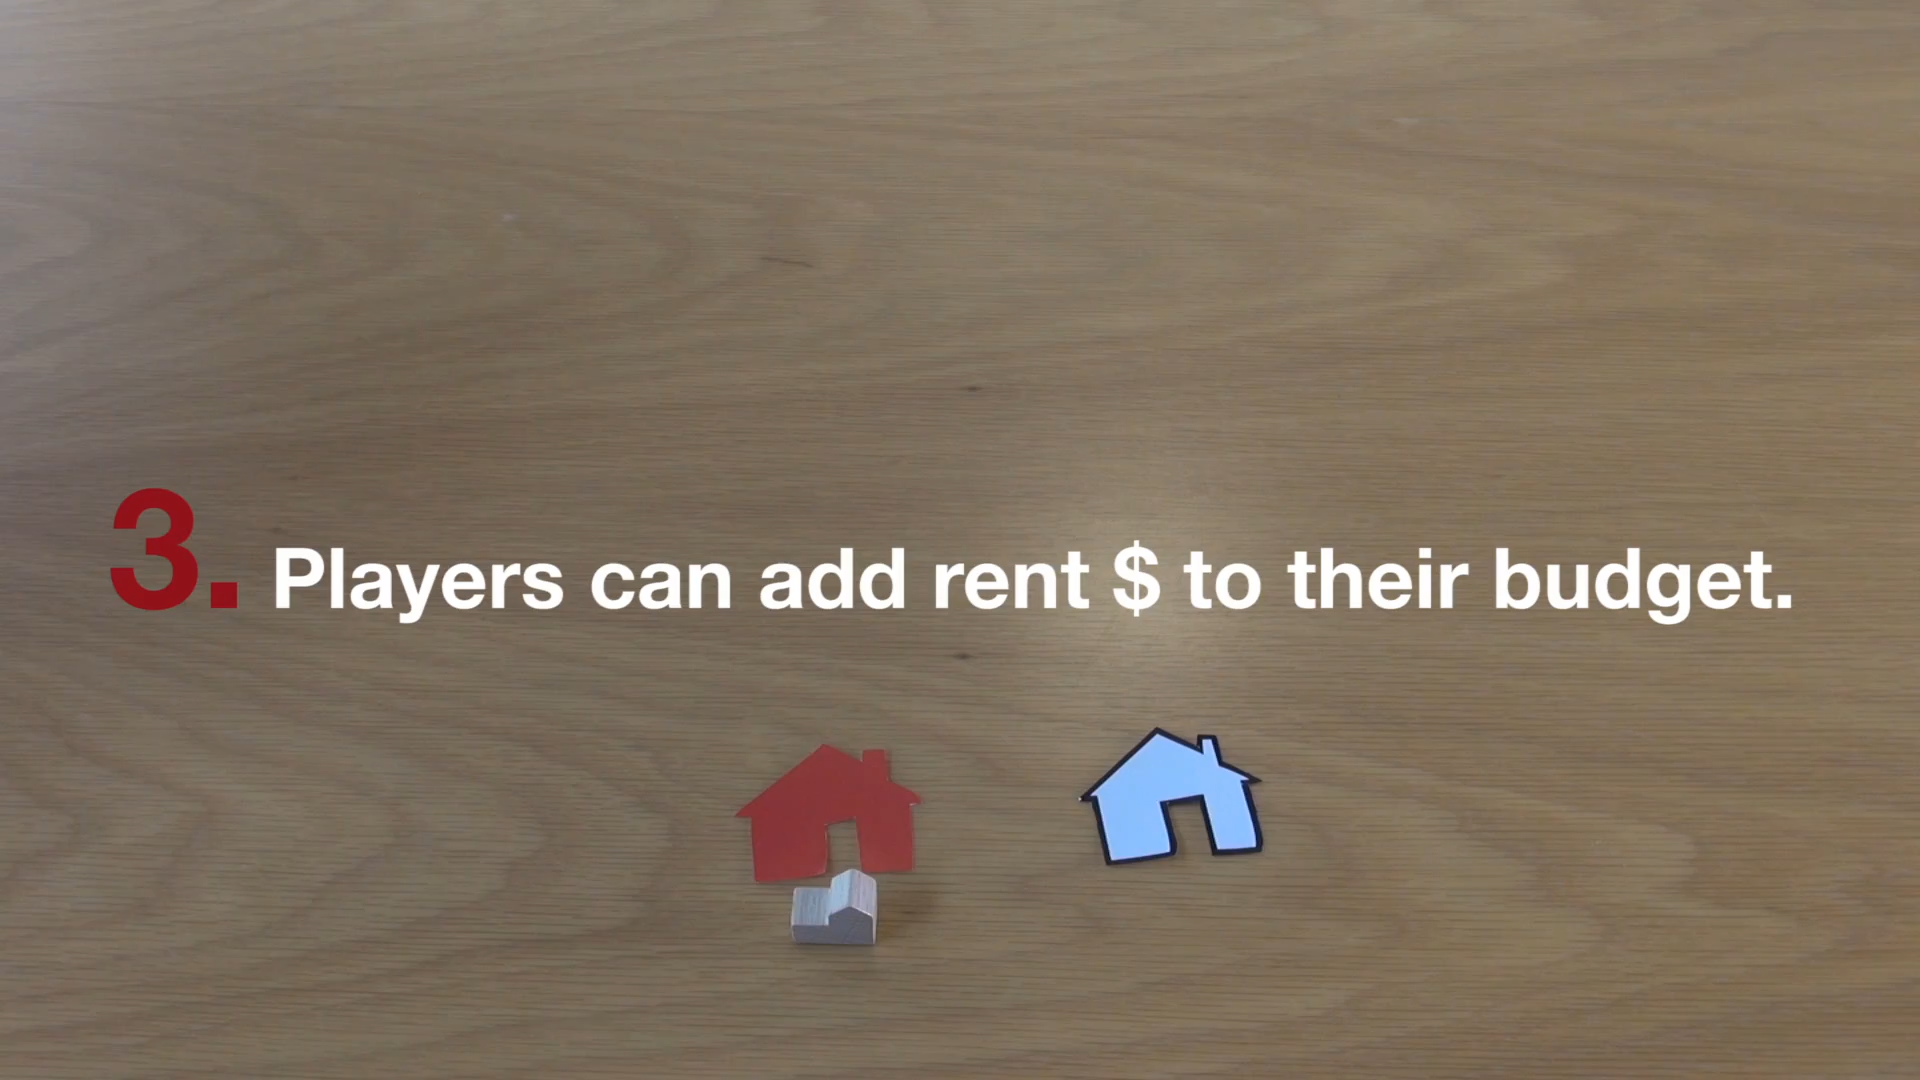 3. Players can add rent $ to their budget.